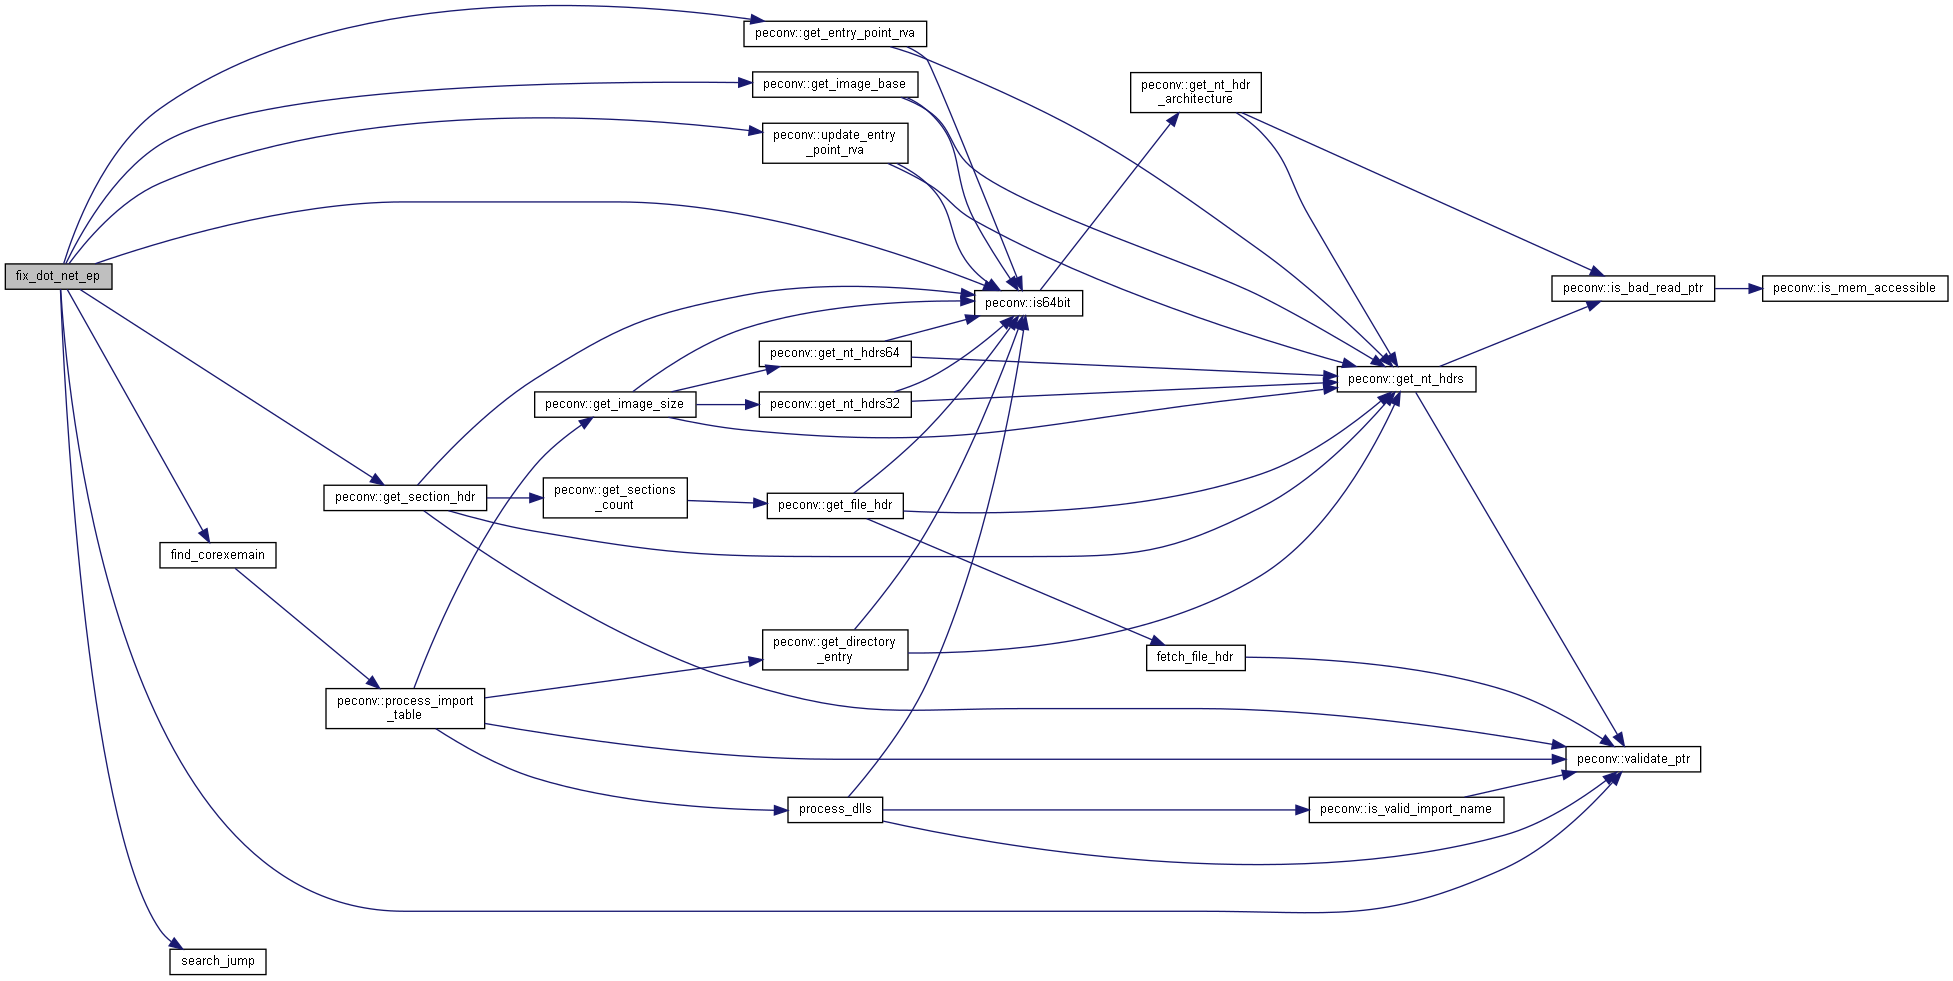 peconv::get_entry_point_rva
peconv::get_image_base
peconv::get_nt_hdr
_architecture
peconv::update_entry
_point_rva
fix_dot_net_ep
peconv::is_bad_read_ptr
peconv::is_mem_accessible
peconv::is64bit
peconv::get_nt_hdrs64
peconv::get_nt_hdrs
peconv::get_image_size
peconv::get_nt_hdrs32
peconv::get_section_hdr
peconv::get_sections
_count
peconv::get_file_hdr
find_corexemain
peconv::get_directory
_entry
fetch_file_hdr
peconv::process_import
_table
peconv::validate_ptr
process_dlls
peconv::is_valid_import_name
search_jump